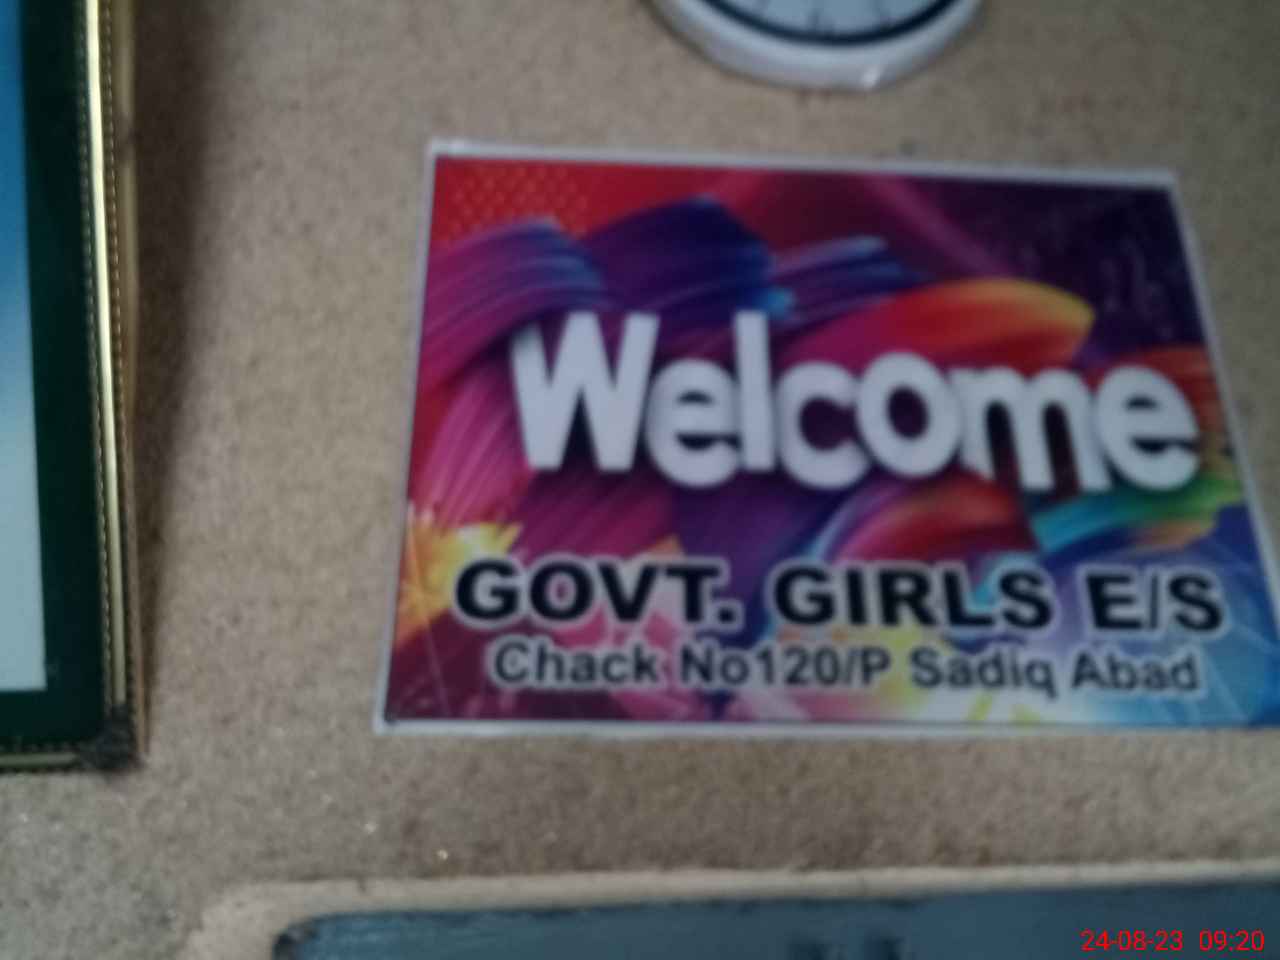 Welcome
GOVT. GIRLS E/S
Chack No120/P Sadiq Abad
24-08-23 09:20